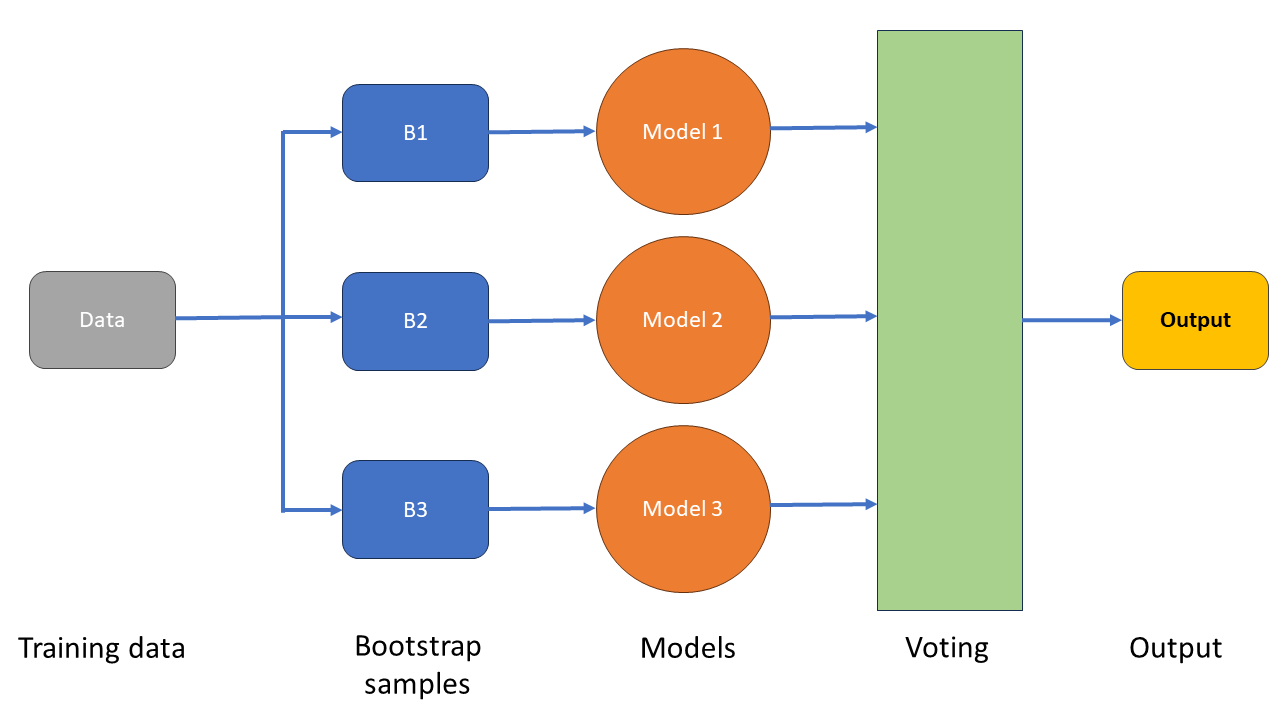 B1
Model 1
Data
B2
Model 2
Output
B3
Model 3
Training data
Bootstrap
samples
Models
Voting
Output